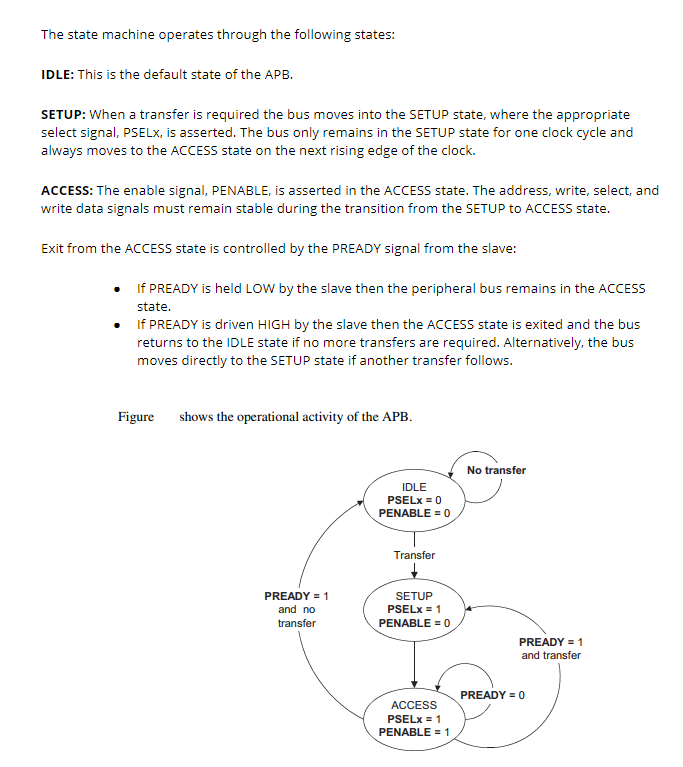 The state machine operates through the following states:
IDLE: This is the default state of the APB.
SETUP: When a transfer is required the bus moves into the SETUP state, where the appropriate
select signal, PSELx, is asserted. The bus only remains in the SETUP state for one clock cycle and
always moves to the ACCESS state on the next rising edge of the clock.
ACCESS: The enable signal, PENABLE, is asserted in the ACCESS state. The address, write, select, and
write data signals must remain stable during the transition from the SETUP to ACCESS state.
Exit from the ACCESS state is controlled by the PREADY signal from the slave:
• If PREADY is held LOW by the slave then the peripheral bus remains in the ACCESS
state.
• If PREADY is driven HIGH by the slave then the ACCESS state is exited and the bus
returns to the IDLE state if no more transfers are required. Alternatively, the bus
moves directly to the SETUP state if another transfer follows.
Figure shows the operational activity of the APB.
No transfer
IDLE
PSELx = 0
PENABLE = 0
Transfer
PREADY = 1
and no
transfer
SETUP
PSELx = 1
PENABLE = 0
PREADY = 1
and transfer
PREADY = 0
ACCESS
PSELx = 1
PENABLE = 1